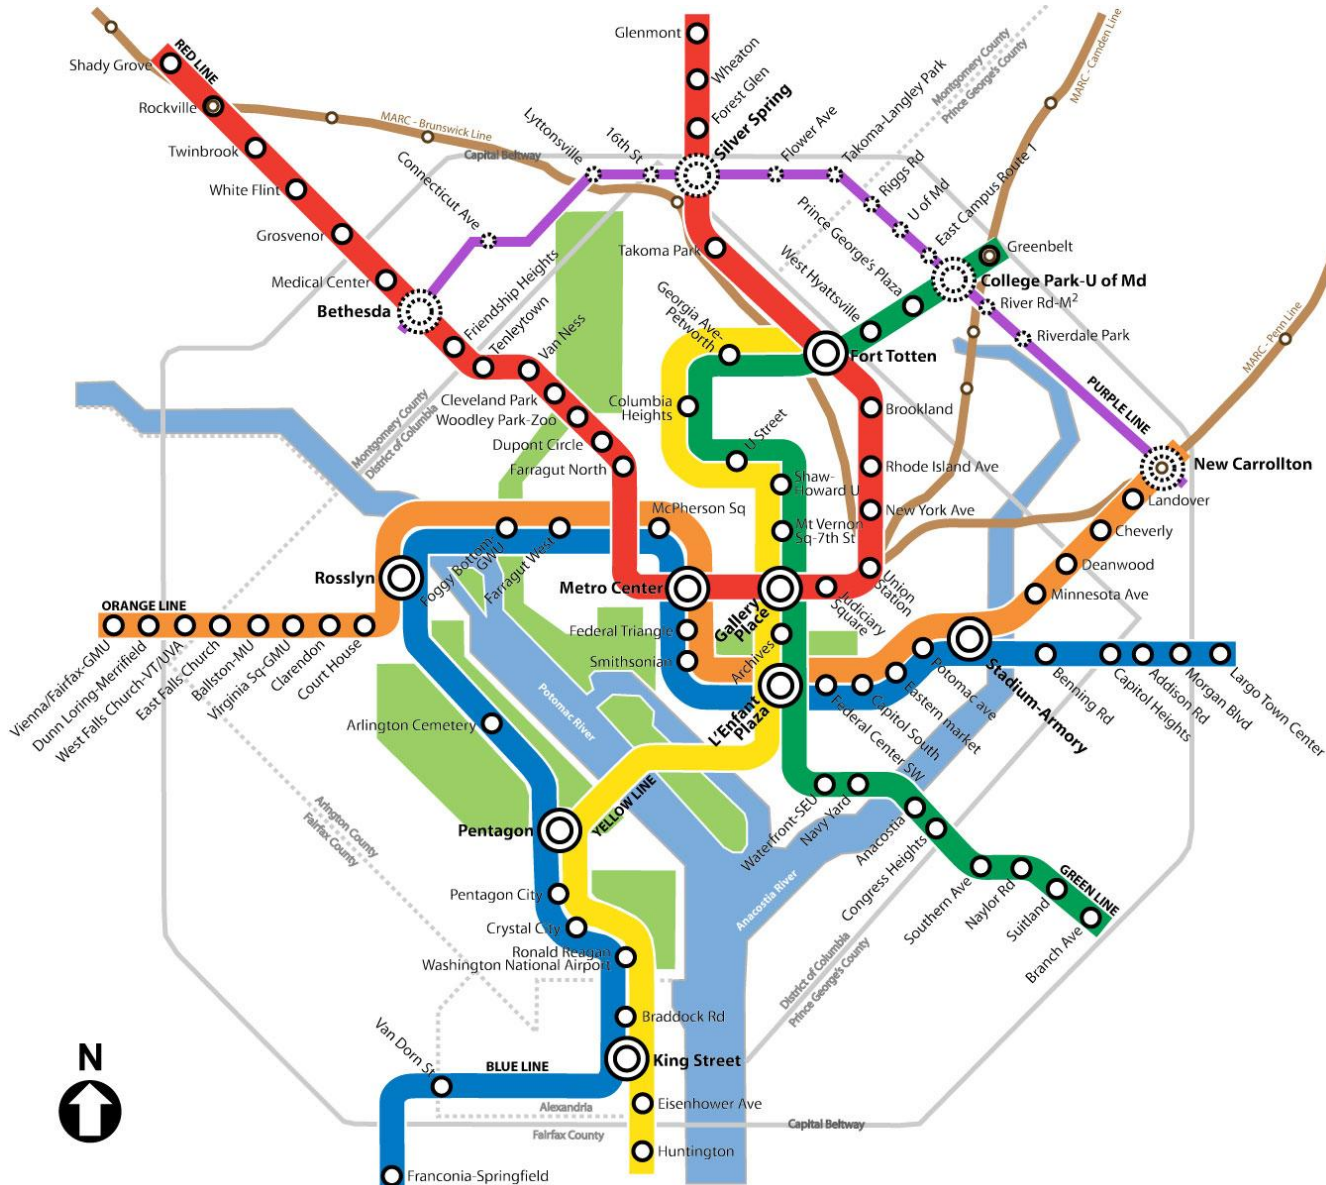 Glenmont
Wheaton
Forest Glen
Silver Spring
RED LINE
Shady Grove
Rockville
Twinbrook
White Flint
Grosvenor
Medical Center
Bethesda
MARC - Brunswick Line
Capital Beltway
Connecticut Ave
Lyttonsville
16th St
Flower Ave
Takoma-Langley Park
Riggs Rd
U of Md
East Campus Route 1
Montgomery County
Prince George's County
MARC - Camden Line
Greenbelt
College Park-U of Md
River Rd-M²
Riverdale Park
PURPLE LINE
MARC - Penn Line
New Carrollton
Prince George's Plaza
West Hyattsville
Takoma Park
Fort Totten
Georgia Ave-
Petworth
Columbia
Heights
U Street
Shaw-
Howard U
Mt Vernon
Sq-7th St
Brookland
Rhode Island Ave
New York Ave
Union
Station
Judiciary
Square
Gallery
Place
Friendship Heights
Tenleytown
Van Ness
Cleveland Park
Woodley Park-Zoo
Dupont Circle
Farragut North
Montgomery County
District of Columbia
McPherson Sq
Farragut West
Foggy Bottom-
GWU
Rosslyn
Metro Center
Federal Triangle
Smithsonian
Archives
L'Enfant
Plaza
ORANGE LINE
Vienna/Fairfax-GMU
Dunn Loring-Merrifield
West Falls Church-VT/UVA
East Falls Church
Ballston-MU
Virginia Sq-GMU
Clarendon
Court House
Landover
Cheverly
Deanwood
Minnesota Ave
Stadium-Armory
Potomac ave
Eastern market
Capitol South
Federal Center SW
Benning Rd
Capitol Heights
Addison Rd
Morgan Blvd
Largo Town Center
Arlington Cemetery
Potomac River
Pentagon
YELLOW LINE
Arlington County
Fairfax County
Pentagon City
Crystal City
Ronald Reagan
Washington National Airport
Braddock Rd
King Street
Eisenhower Ave
Huntington
Waterfront-SEU
Navy Yard
Anacostia
Congress Heights
Southern Ave
Naylor Rd
Suitland
Branch Ave
GREEN LINE
Anacostia River
District of Columbia
Prince George's County
Van Dorn St
BLUE LINE
Franconia-Springfield
Alexandria
Fairfax County
Capital Beltway
N